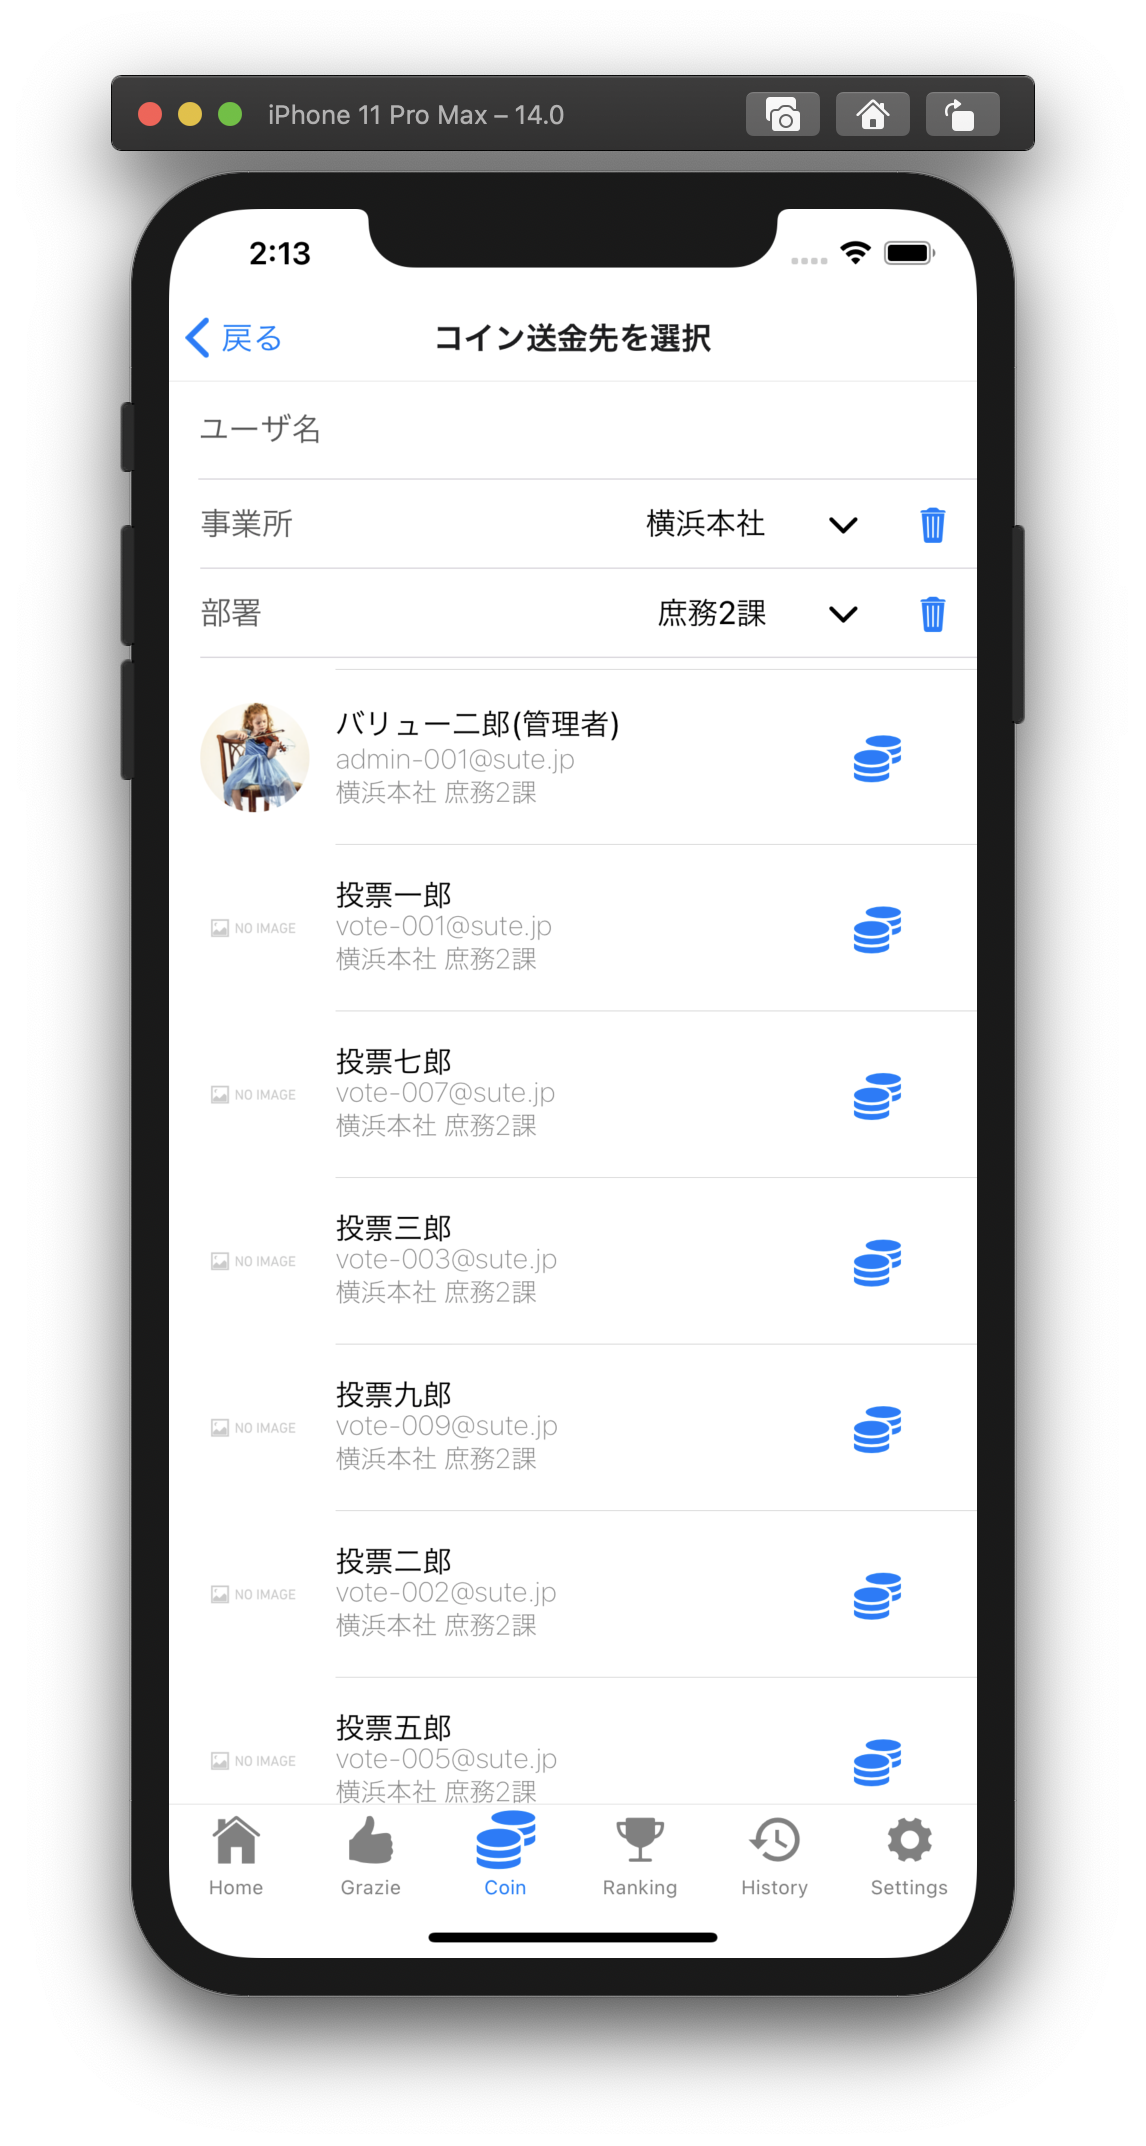 iPhone 11 Pro Max – 14.0
2:13
戻る
コイン送金先を選択
ユーザ名
事業所 横浜本社
部署 庶務2課
バリュー二郎(管理者)
admin-001@sute.jp
横浜本社 庶務2課
投票一郎
NO IMAGE
vote-001@sute.jp
横浜本社 庶務2課
投票七郎
NO IMAGE
vote-007@sute.jp
横浜本社 庶務2課
投票三郎
NO IMAGE
vote-003@sute.jp
横浜本社 庶務2課
投票九郎
NO IMAGE
vote-009@sute.jp
横浜本社 庶務2課
投票二郎
NO IMAGE
vote-002@sute.jp
横浜本社 庶務2課
投票五郎
NO IMAGE
vote-005@sute.jp
横浜本社 庶務2課
Home Grazie Coin Ranking History Settings